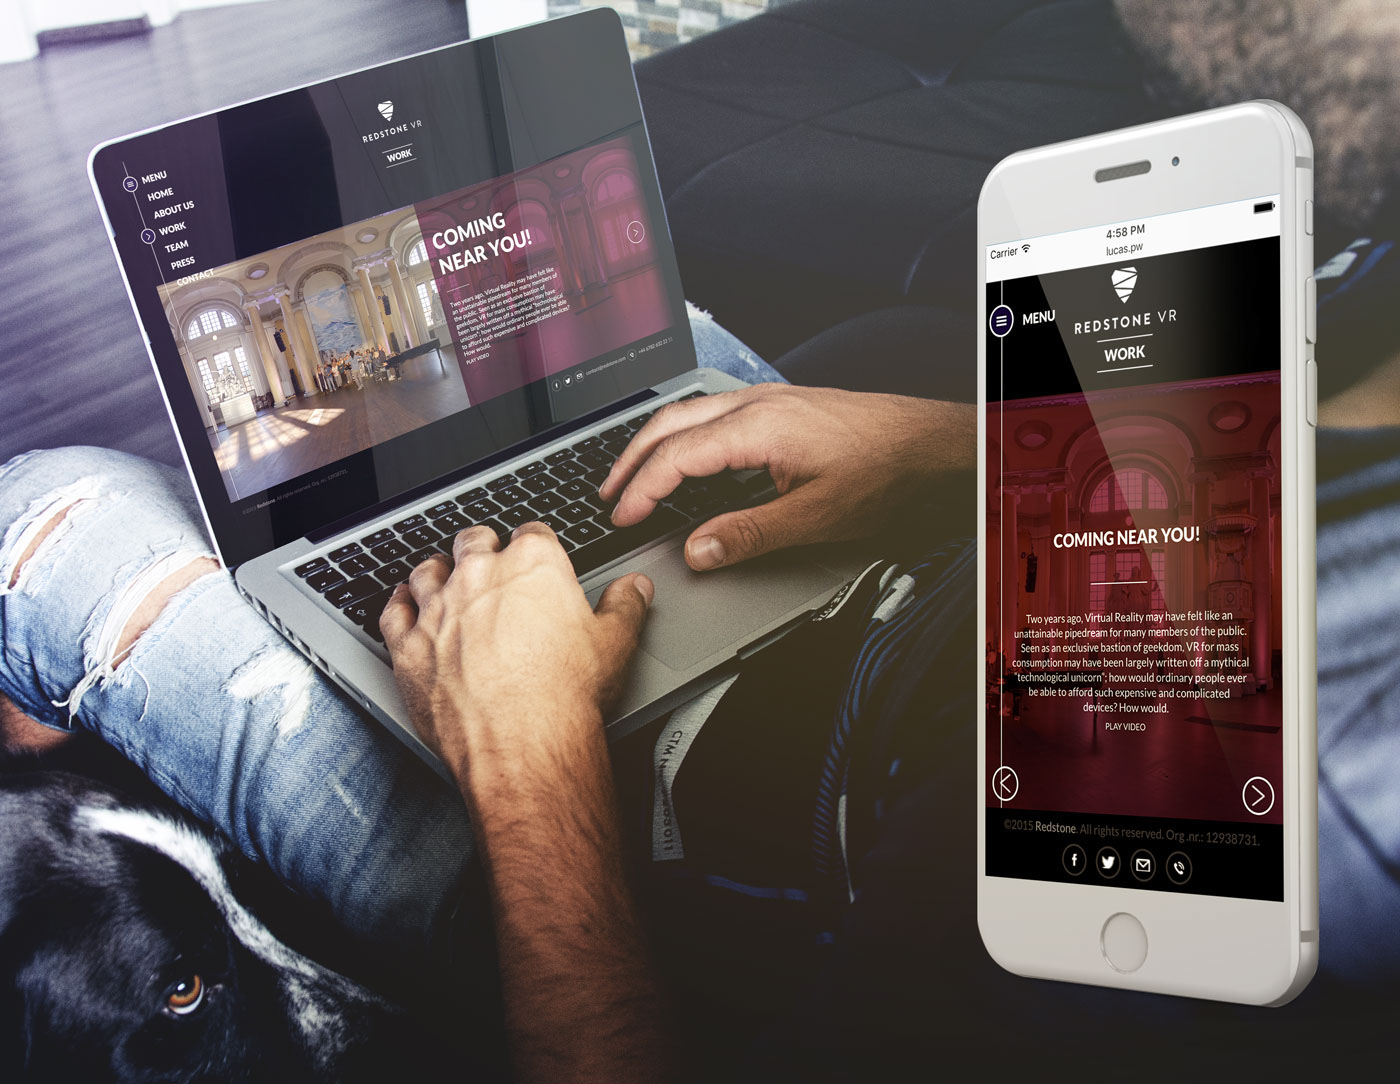 REDSTONE VR
WORK
MENU
HOME
ABOUT US
WORK
TEAM
PRESS
CONTACT
COMING
NEAR YOU!
Two years ago, Virtual Reality may have felt like
an unattainable pipedream for many members of
the public. Seen as an exclusive bastion of
geekdom, VR for mass consumption may have
been largely written off a mythical "technological
unicorn"; how would ordinary people ever be able
to afford such expensive and complicated devices?
How would.
PLAY VIDEO
contact@redstone.com
©2015 Redstone. All rights reserved. Org .nr.: 12938731.
Carrier
4:58 PM
lucas.pw
MENU
REDSTONE VR
WORK
COMING NEAR YOU!
Two years ago, Virtual Reality may have felt like an
unattainable pipedream for many members of the public.
Seen as an exclusive bastion of geekdom, VR for mass
consumption may have been largely written off a mythical
"technological unicorn"; how would ordinary people ever
be able to afford such expensive and complicated
devices? How would.
PLAY VIDEO
©2015 Redstone. All rights reserved. Org .nr.: 12938731.